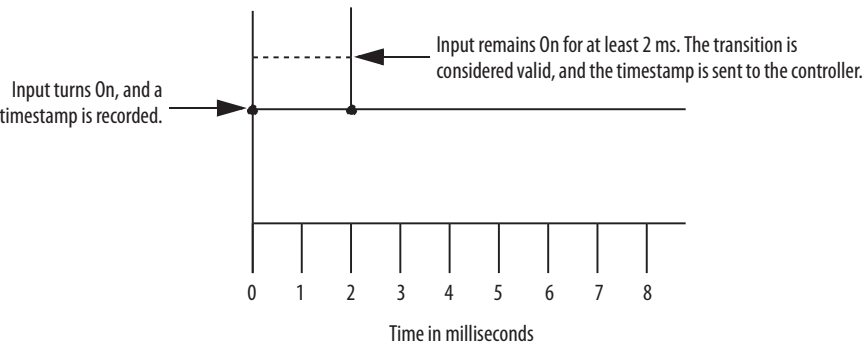 Input remains On for at least 2 ms. The transition is
considered valid, and the timestamp is sent to the controller.
Input turns On, and a
timestamp is recorded.
0 1 2 3 4 5 6 7 8
Time in milliseconds